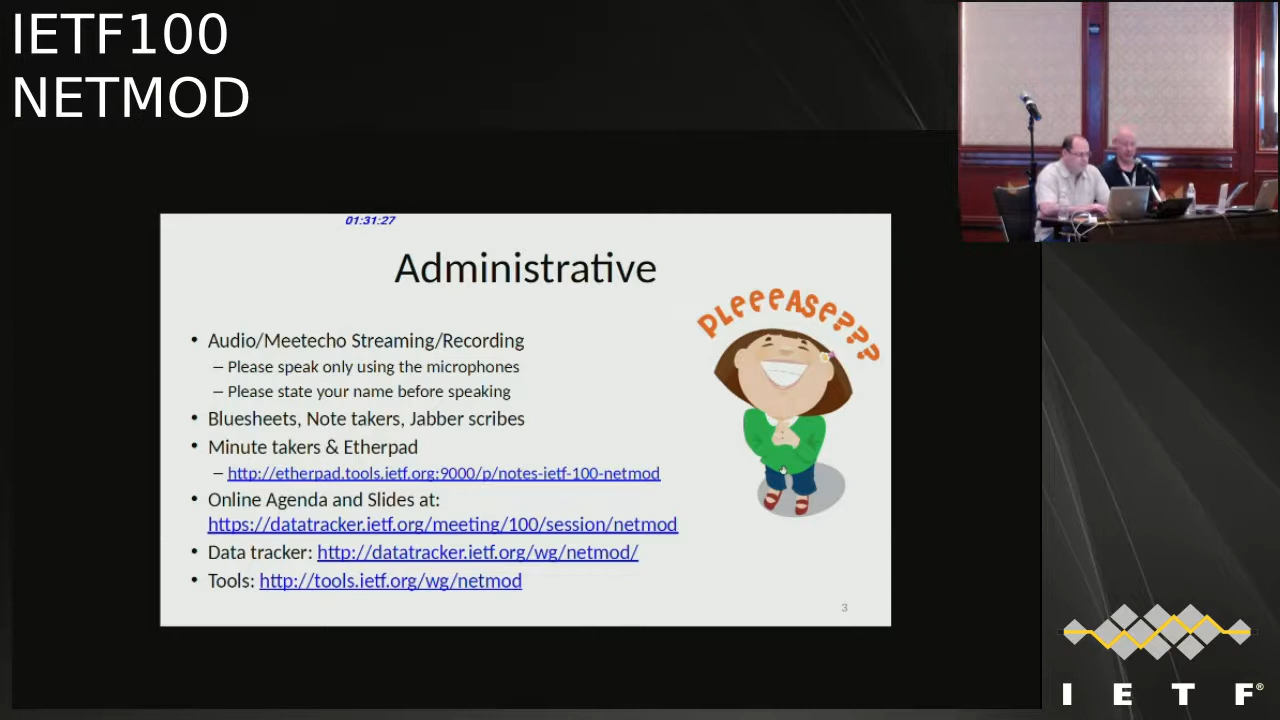 IETF100
NETMOD
01:31:27
Administrative
PLEEEASE???
• Audio/Meetecho Streaming/Recording
– Please speak only using the microphones
– Please state your name before speaking
• Bluesheets, Note takers, Jabber scribes
• Minute takers & Etherpad
– http://etherpad.tools.ietf.org:9000/p/notes-ietf-100-netmod
• Online Agenda and Slides at:
https://datatracker.ietf.org/meeting/100/session/netmod
• Data tracker: http://datatracker.ietf.org/wg/netmod/
• Tools: http://tools.ietf.org/wg/netmod
3
I E T F®